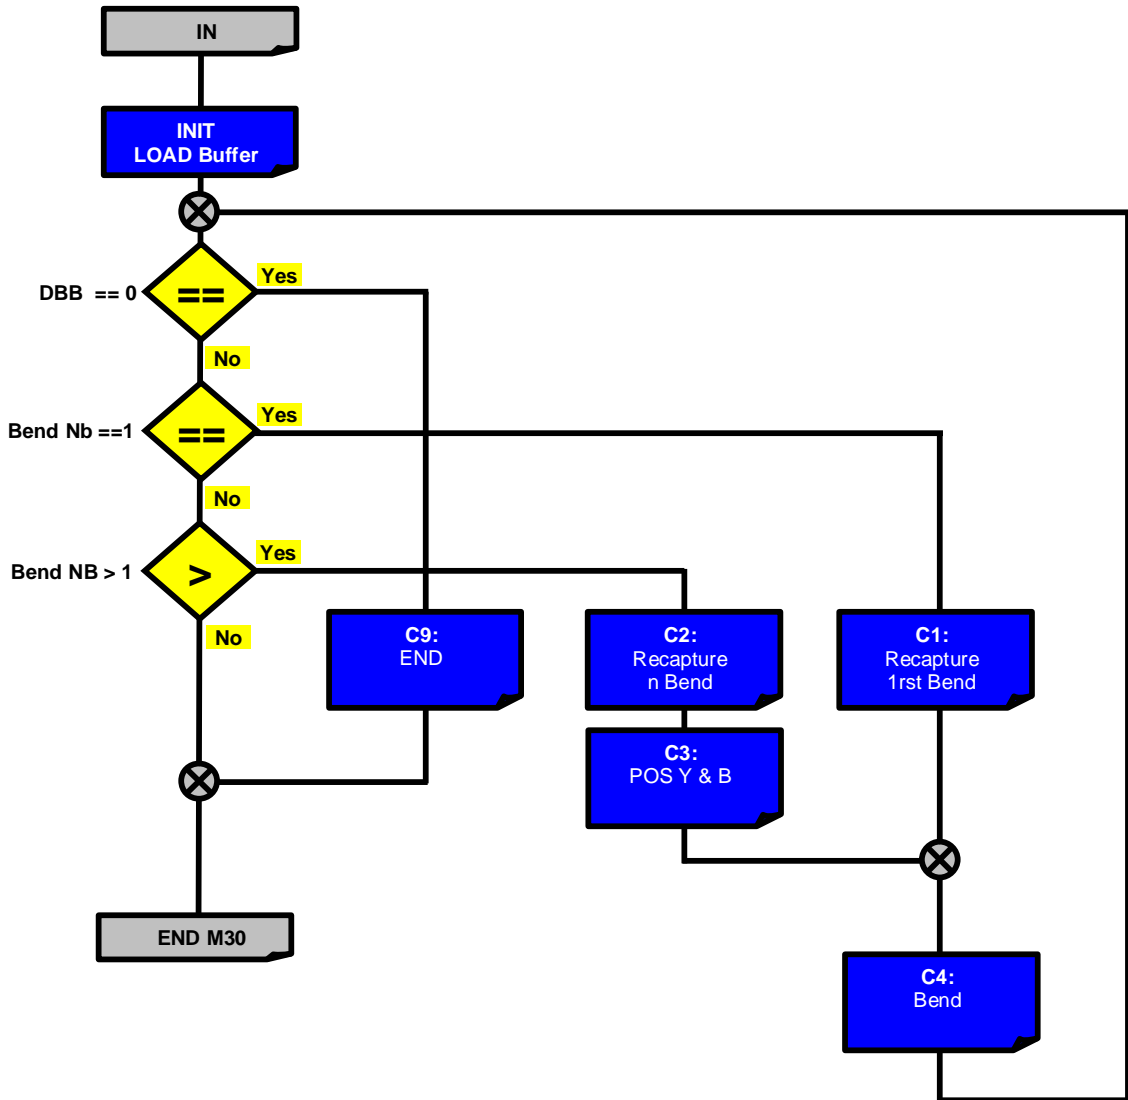 IN
INIT
LOAD Buffer
Yes
DBB == 0
==
No
Yes
Bend Nb ==1
==
No
Yes
Bend NB > 1
>
No
C9:
END
C2:
Recapture
n Bend
C1:
Recapture
1rst Bend
C3:
POS Y & B
END M30
C4:
Bend